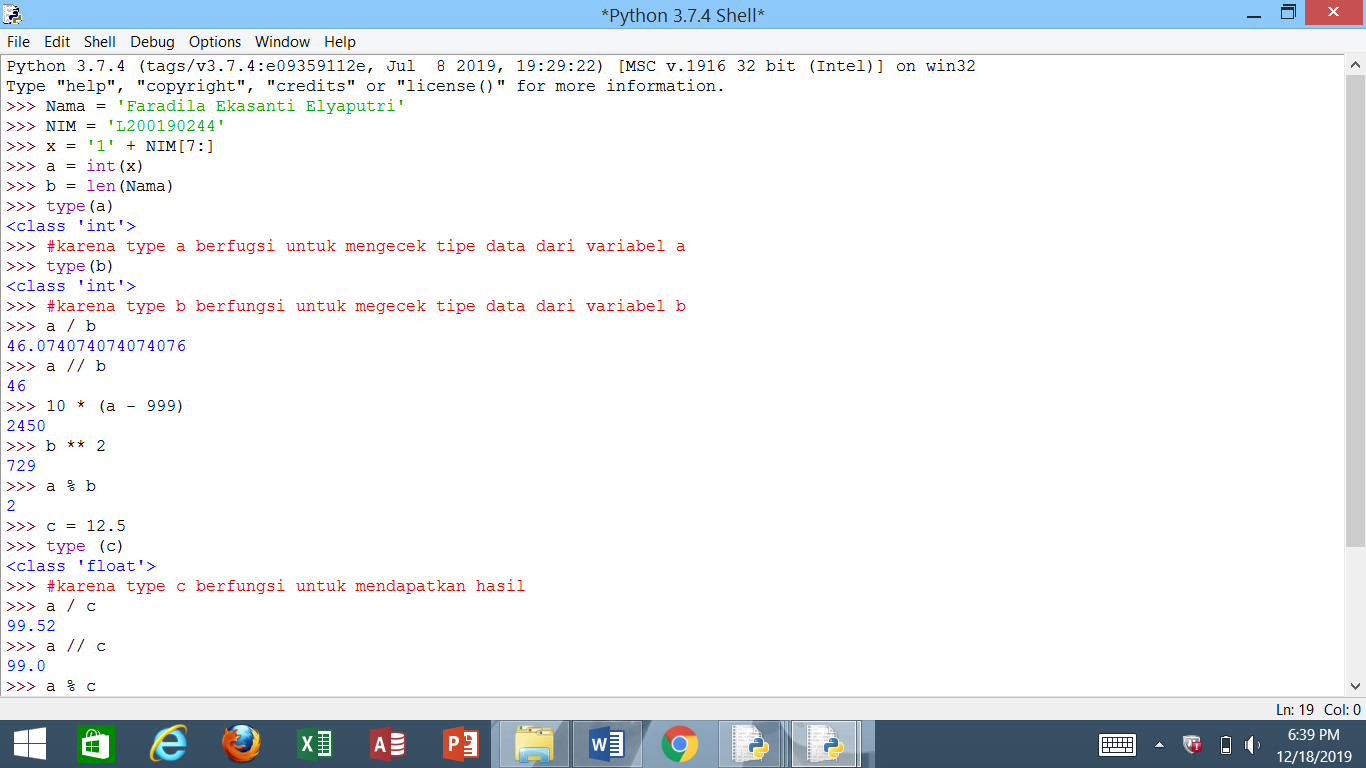 *Python 3.7.4 Shell*
File Edit Shell Debug Options Window Help
Python 3.7.4 (tags/v3.7.4:e09359112e, Jul  8 2019, 19:29:22) [MSC v.1916 32 bit (Intel)] on win32
Type "help", "copyright", "credits" or "license()" for more information.
>>> Nama = 'Faradila Ekasanti Elyaputri'
>>> NIM = 'L200190244'
>>> x = '1' + NIM[7:]
>>> a = int(x)
>>> b = len(Nama)
>>> type(a)
<class 'int'>
>>> #karena type a berfugsi untuk mengecek tipe data dari variabel a
>>> type(b)
<class 'int'>
>>> #karena type b berfungsi untuk megecek tipe data dari variabel b
>>> a / b
46.074074074074076
>>> a // b
46
>>> 10 * (a - 999)
2450
>>> b ** 2
729
>>> a % b
2
>>> c = 12.5
>>> type (c)
<class 'float'>
>>> #karena type c berfungsi untuk mendapatkan hasil
>>> a / c
99.52
>>> a // c
99.0
>>> a % c
Ln: 19 Col: 0
6:39 PM
12/18/2019